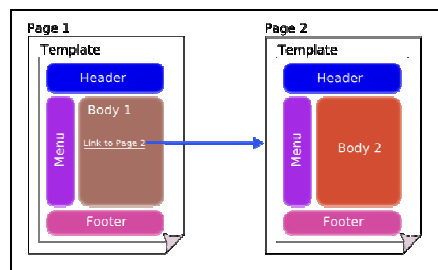 Page 1
Template
Header
Menu
Body 1
Link to Page 2
Footer
Page 2
Template
Header
Menu
Body 2
Footer